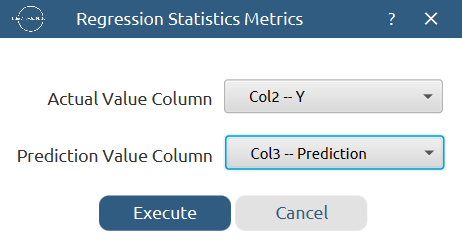 Regression Statistics Metrics ?
Actual Value Column Col2 -- Y
Prediction Value Column Col3 -- Prediction
Execute Cancel